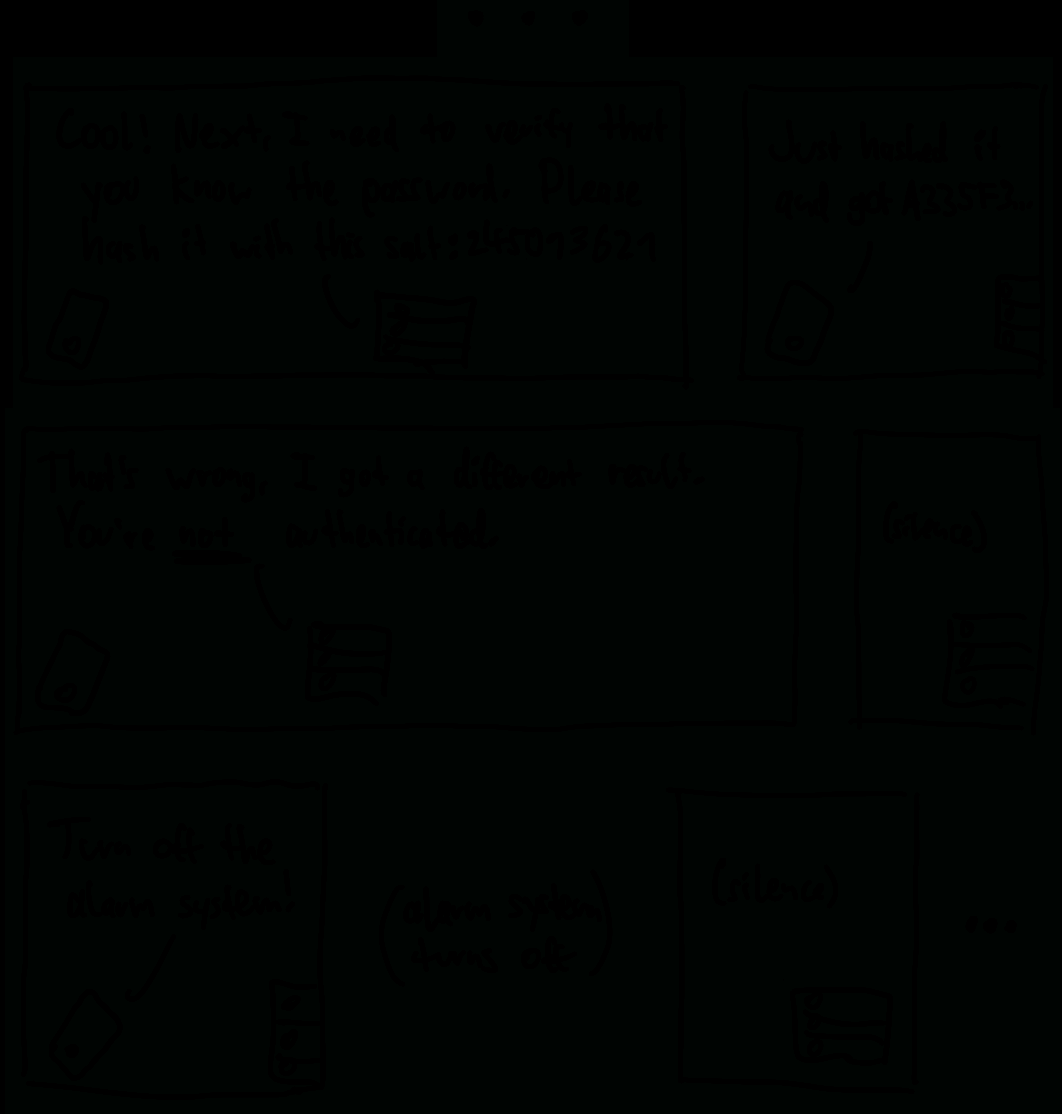 ...
Cool! Next, I need to verify that
you know the password. Please
hash it with this salt: 245013621
Just hashed it
and got A335F2...
That's wrong, I got a different result.
You're not authenticated.
(silence)
Turn off the
alarm system!
(alarm system
turns off)
(silence)
...